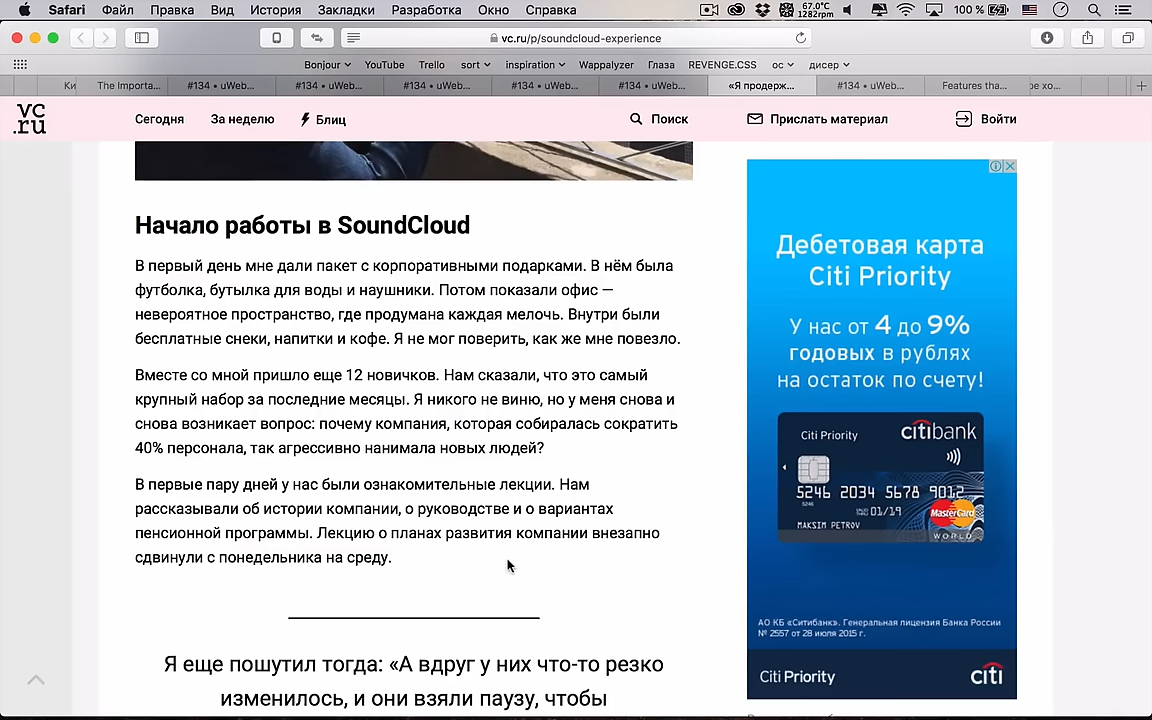 Safari Файл Правка Вид История Закладки Разработка Окно Справка 67.0°C 1282rpm 100 %
vc.ru/p/soundcloud-experience
Bonjour YouTube Trello sort inspiration Wappalyzer Глаза REVENGE.CSS ос дисер
Ки The Importa... #134 • uWeb... #134 • uWeb... #134 • uWeb... #134 • uWeb... #134 • uWeb... «Я продерж... #134 • uWeb... Features tha... ое хо...
vc
.ru
Сегодня За неделю Блиц Поиск Прислать материал Войти
Начало работы в SoundCloud
В первый день мне дали пакет с корпоративными подарками. В нём была
футболка, бутылка для воды и наушники. Потом показали офис —
невероятное пространство, где продумана каждая мелочь. Внутри были
бесплатные снеки, напитки и кофе. Я не мог поверить, как же мне повезло.
Вместе со мной пришло еще 12 новичков. Нам сказали, что это самый
крупный набор за последние месяцы. Я никого не виню, но у меня снова и
снова возникает вопрос: почему компания, которая собиралась сократить
40% персонала, так агрессивно нанимала новых людей?
В первые пару дней у нас были ознакомительные лекции. Нам
рассказывали об истории компании, о руководстве и о вариантах
пенсионной программы. Лекцию о планах развития компании внезапно
сдвинули с понедельника на среду.
Я еще пошутил тогда: «А вдруг у них что-то резко
изменилось, и они взяли паузу, чтобы
Дебетовая карта
Citi Priority
У нас от 4 до 9%
годовых в рублях
на остаток по счету!
Citi Priority citibank
5246 2034 5678 9012
5246 01/19
MAKSIM PETROV
MasterCard
WORLD
АО КБ «Ситибанк». Генеральная лицензия Банка России
№ 2557 от 28 июля 2015 г.
Citi Priority citi